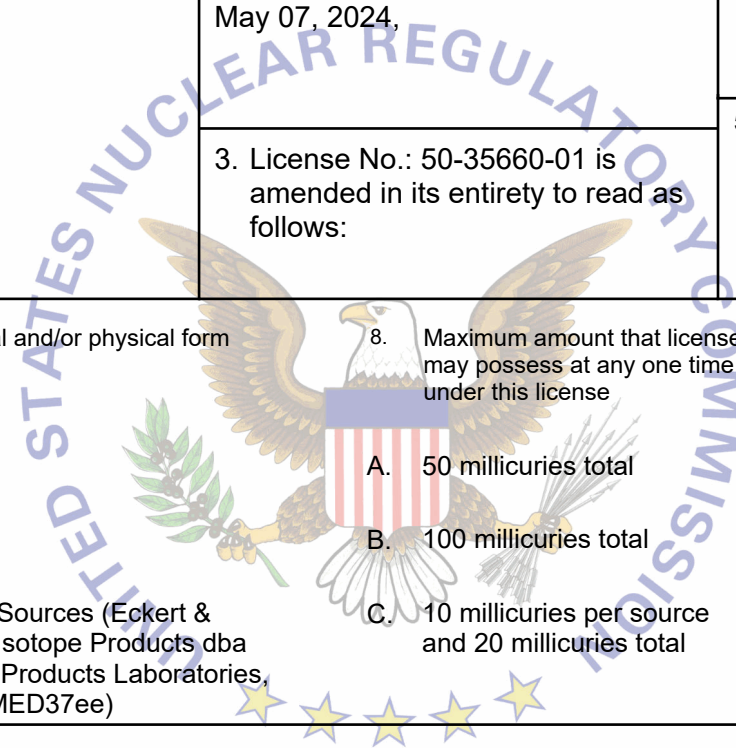 May 07, 2024,
3. License No.: 50-35660-01 is
amended in its entirety to read as
follows:
UNITED STATES NUCLEAR REGULATORY COMMISSION
and/or physical form
8. Maximum amount that
may possess at any one time
under this license
A. 50 millicuries total
B. 100 millicuries total
Sources (Eckert &
sotope Products dba
C. 10 millicuries per source
and 20 millicuries total
Products Laboratories,
MED37ee)